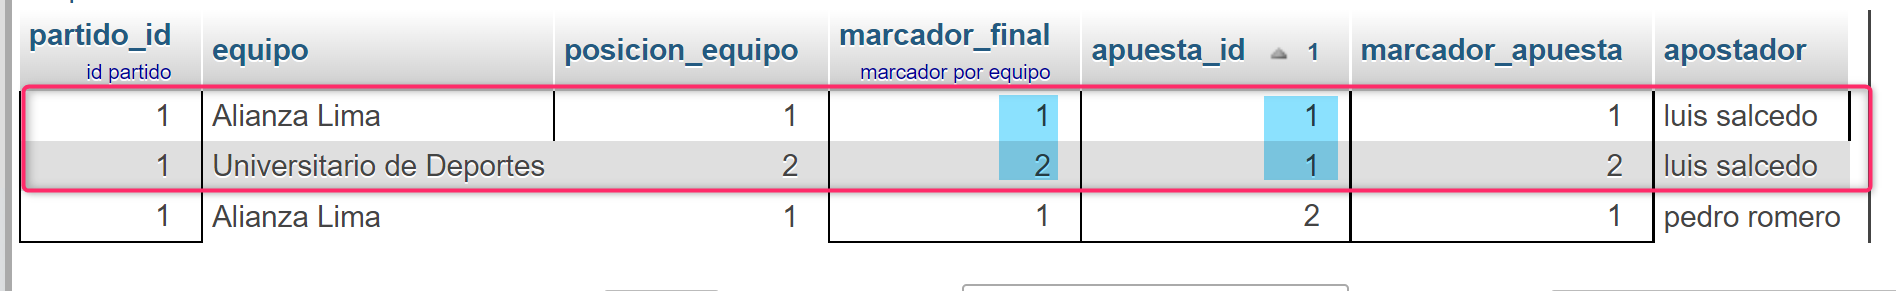 partido_id equipo posicion_equipo marcador_final apuesta_id 1 marcador_apuesta apostador
id partido marcador por equipo
1 Alianza Lima 1 1 1 1 luis salcedo
1 Universitario de Deportes 2 2 1 2 luis salcedo
1 Alianza Lima 1 1 2 1 pedro romero